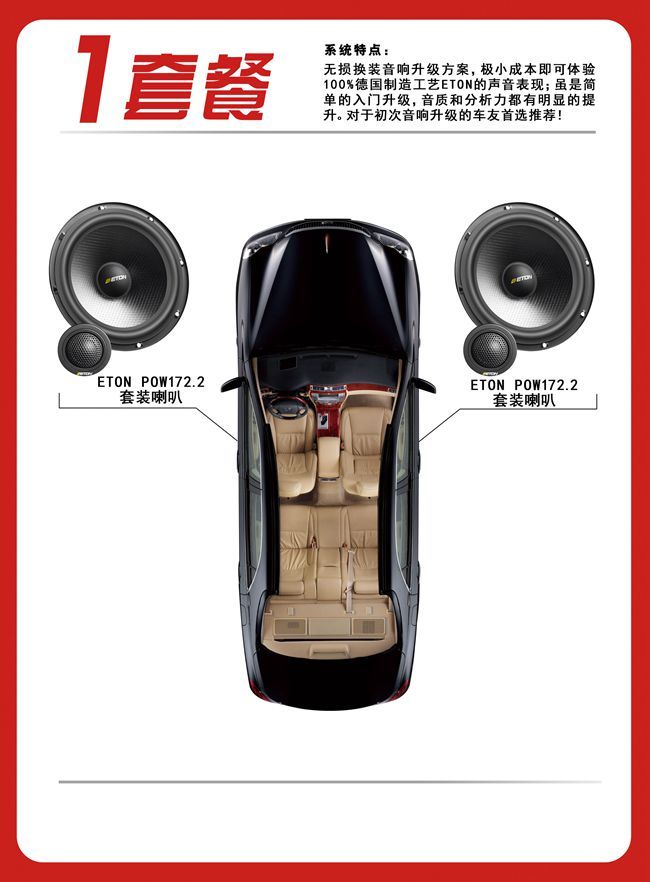 1套餐
系统特点：
无损换装音响升级方案，极小成本即可体验
100%德国制造工艺ETON的声音表现；虽是简
单的入门升级，音质和分析力都有明显的提
升。对于初次音响升级的车友首选推荐！
ETON
ETON
ETON
ETON
ETON POW172.2
套装喇叭
ETON POW172.2
套装喇叭